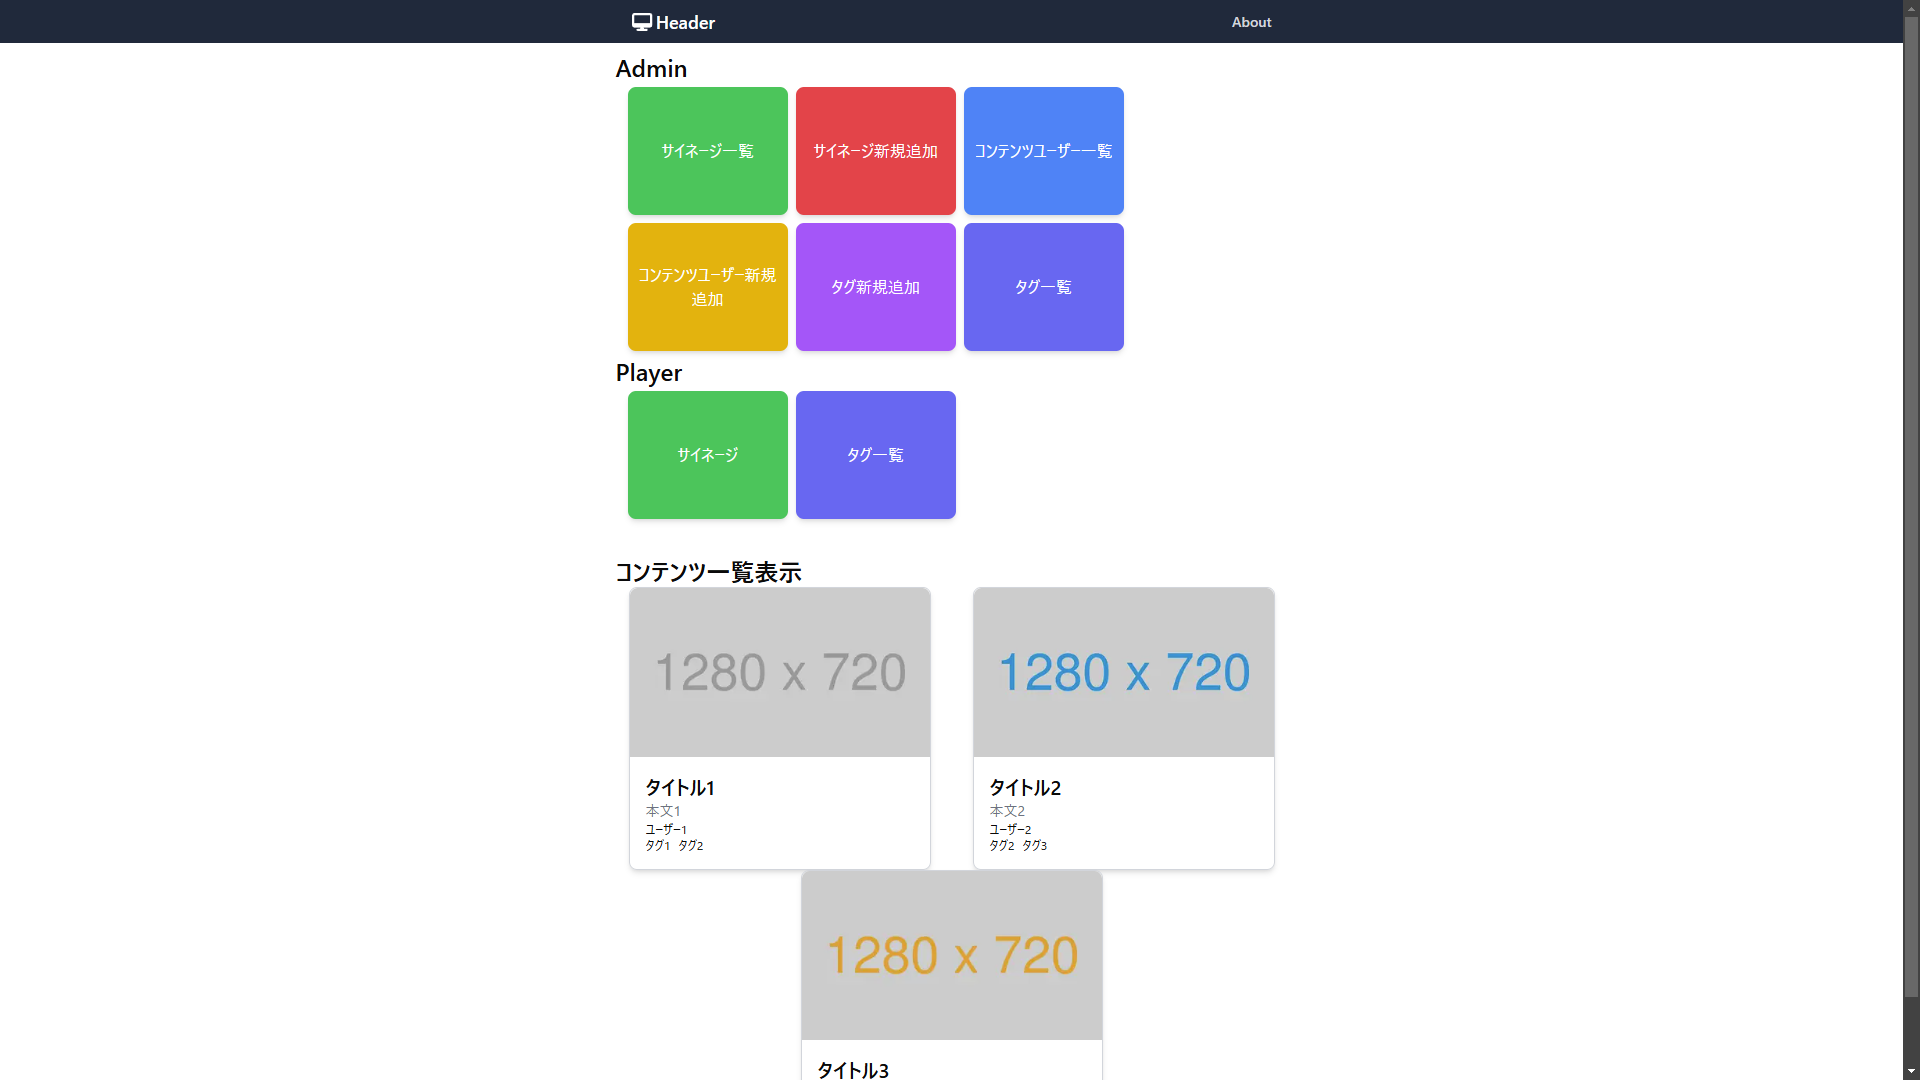 Header
About
Admin
サイネージ一覧
サイネージ新規追加
コンテンツユーザー一覧
コンテンツユーザー新規
追加
タグ新規追加
タグ一覧
Player
サイネージ
タグ一覧
コンテンツ一覧表示
1280 x 720
1280 x 720
タイトル1
本文1
ユーザー1
タグ1 タグ2
タイトル2
本文2
ユーザー2
タグ2 タグ3
1280 x 720
タイトル3